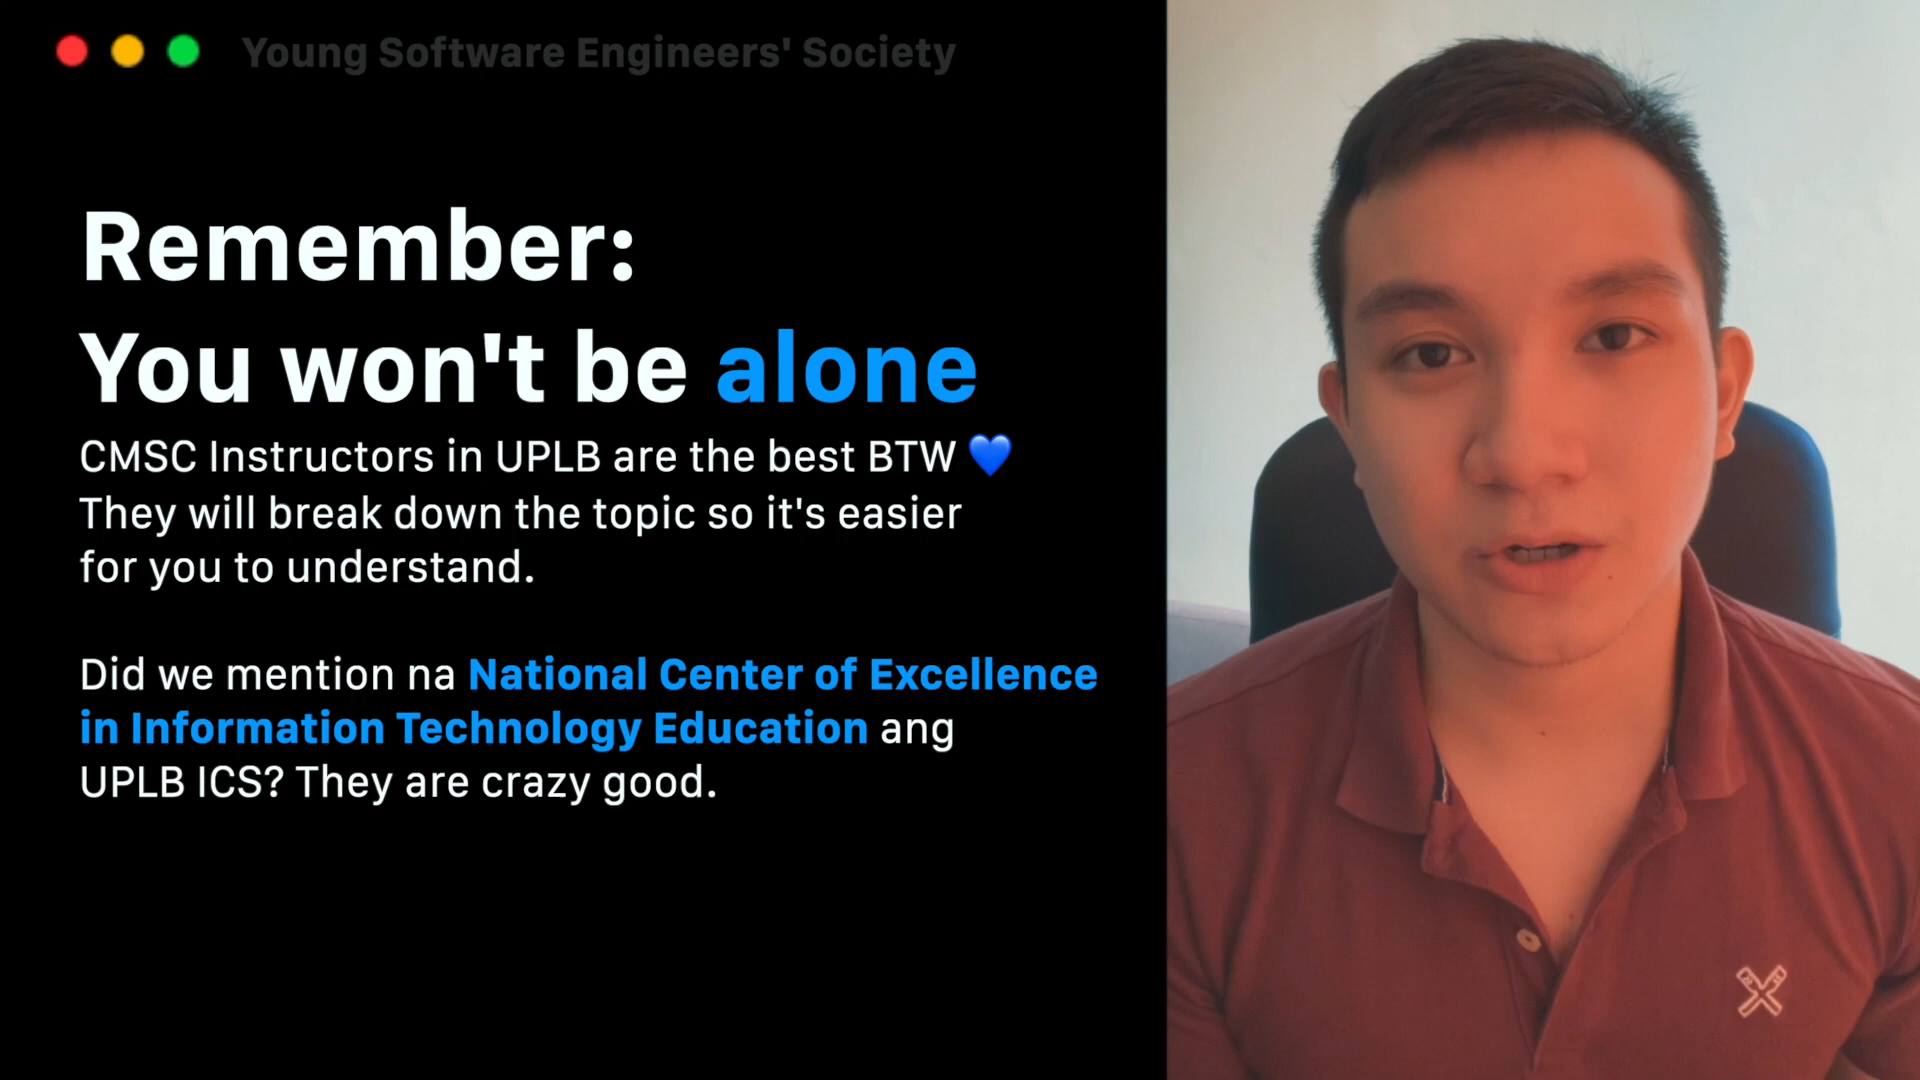 Young Software Engineers' Society
Remember:
You won't be alone
CMSC Instructors in UPLB are the best BTW 💙
They will break down the topic so it's easier
for you to understand.
Did we mention na National Center of Excellence
in Information Technology Education ang
UPLB ICS? They are crazy good.